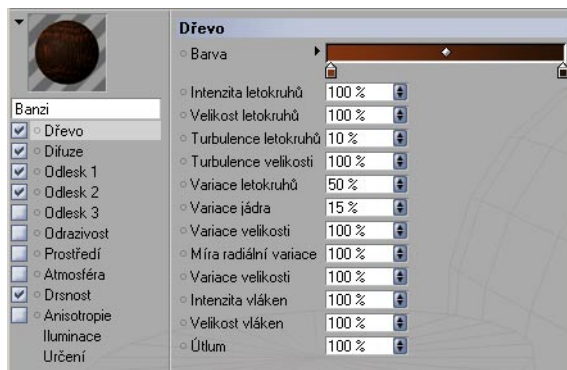 Banzi
Dřevo
Difuze
Odlesk 1
Odlesk 2
Odlesk 3
Odrazivost
Prostředí
Atmosféra
Drsnost
Anisotropie
Iluminace
Určení
Dřevo
Barva
Intenzita letokruhů 100 %
Velikost letokruhů 100 %
Turbulence letokruhů 10 %
Turbulence velikosti 100 %
Variace letokruhů 50 %
Variace jádra 15 %
Variace velikosti 100 %
Míra radiální variace 100 %
Variace velikosti 100 %
Intenzita vláken 100 %
Velikost vláken 100 %
Útlum 100 %